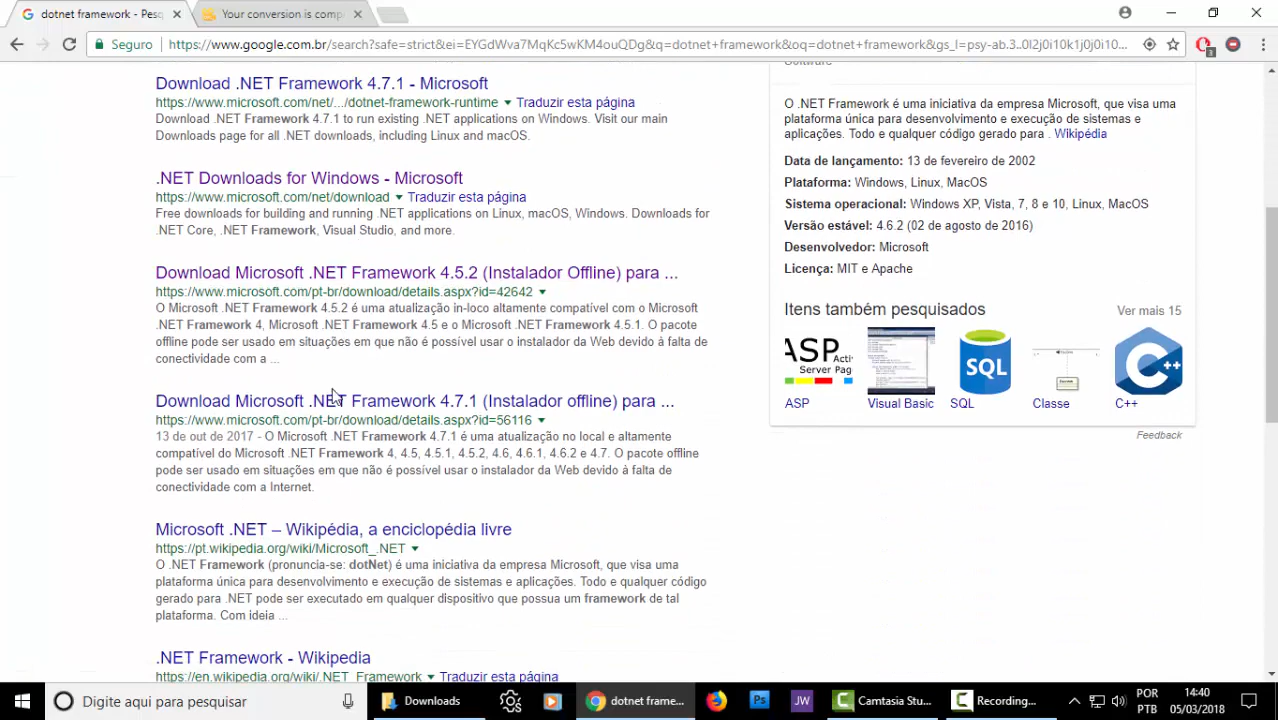 dotnet framework - Pesq
Your conversion is comp
Seguro
https://www.google.com.br/search?safe=strict&ei=EYGdWva7MqKc5wKM4ouQDg&q=dotnet+framework&oq=dotnet+framework&gs_l=psy-ab.3..0l2j0i10k1j0j0i10...
Download .NET Framework 4.7.1 - Microsoft
https://www.microsoft.com/net/.../dotnet-framework-runtime Traduzir esta página
Download .NET Framework 4.7.1 to run existing .NET applications on Windows. Visit our main
Downloads page for all .NET downloads, including Linux and macOS.
.NET Downloads for Windows - Microsoft
https://www.microsoft.com/net/download Traduzir esta página
Free downloads for building and running .NET applications on Linux, macOS, Windows. Downloads for
.NET Core, .NET Framework, Visual Studio, and more.
Download Microsoft .NET Framework 4.5.2 (Instalador Offline) para ...
https://www.microsoft.com/pt-br/download/details.aspx?id=42642
O Microsoft .NET Framework 4.5.2 é uma atualização in-loco altamente compatível com o Microsoft
.NET Framework 4, Microsoft .NET Framework 4.5 e o Microsoft .NET Framework 4.5.1. O pacote
offline pode ser usado em situações em que não é possível usar o instalador da Web devido à falta de
conectividade com a ...
Download Microsoft .NET Framework 4.7.1 (Instalador offline) para ...
https://www.microsoft.com/pt-br/download/details.aspx?id=56116
13 de out de 2017 - O Microsoft .NET Framework 4.7.1 é uma atualização no local e altamente
compatível do Microsoft .NET Framework 4, 4.5, 4.5.1, 4.5.2, 4.6, 4.6.1, 4.6.2 e 4.7. O pacote offline
pode ser usado em situações em que não é possível usar o instalador da Web devido à falta de
conectividade com a Internet.
Microsoft .NET – Wikipédia, a enciclopédia livre
https://pt.wikipedia.org/wiki/Microsoft_.NET
O .NET Framework (pronuncia-se: dotNet) é uma iniciativa da empresa Microsoft, que visa uma
plataforma única para desenvolvimento e execução de sistemas e aplicações. Todo e qualquer código
gerado para .NET pode ser executado em qualquer dispositivo que possua um framework de tal
plataforma. Com ideia ...
.NET Framework - Wikipedia
https://en.wikipedia.org/wiki/.NET_Framework Traduzir esta página
Software
O .NET Framework é uma iniciativa da empresa Microsoft, que visa uma
plataforma única para desenvolvimento e execução de sistemas e
aplicações. Todo e qualquer código gerado para . Wikipédia
Data de lançamento: 13 de fevereiro de 2002
Plataforma: Windows, Linux, MacOS
Sistema operacional: Windows XP, Vista, 7, 8 e 10, Linux, MacOS
Versão estável: 4.6.2 (02 de agosto de 2016)
Desenvolvedor: Microsoft
Licença: MIT e Apache
Itens também pesquisados
Ver mais 15
ASP Acti
Server Pag
SQL
ASP
Visual Basic
SQL
Classe
C++
Feedback
Digite aqui para pesquisar
Downloads
dotnet frame...
Ps
JW
Camtasia Stu...
Recording...
POR
PTB
14:40
05/03/2018